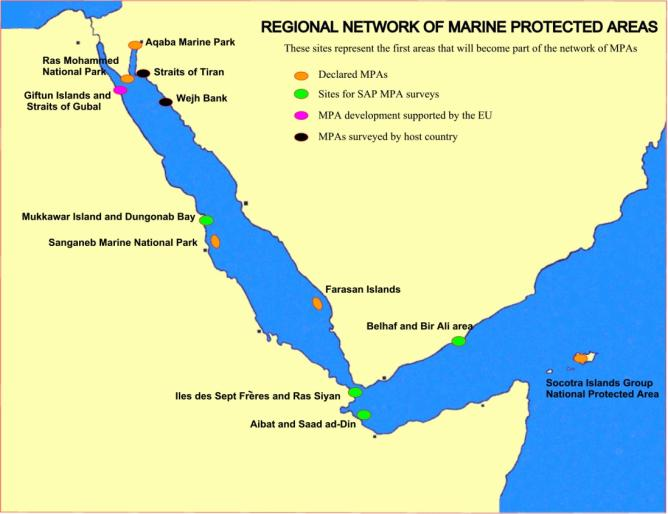 REGIONAL NETWORK OF MARINE PROTECTED AREAS
These sites represent the first areas that will become part of the network of MPAs
Declared MPAs
Sites for SAP MPA surveys
MPA development supported by the EU
MPAs surveyed by host country
Aqaba Marine Park
Ras Mohammed
National Park
Straits of Tiran
Giftun Islands and
Straits of Gubal
Wejh Bank
Mukkawar Island and Dungonab Bay
Sanganeb Marine National Park
Farasan Islands
Belhaf and Bir Ali area
Socotra Islands Group
National Protected Area
Iles des Sept Frères and Ras Siyan
Aibat and Saad ad-Din